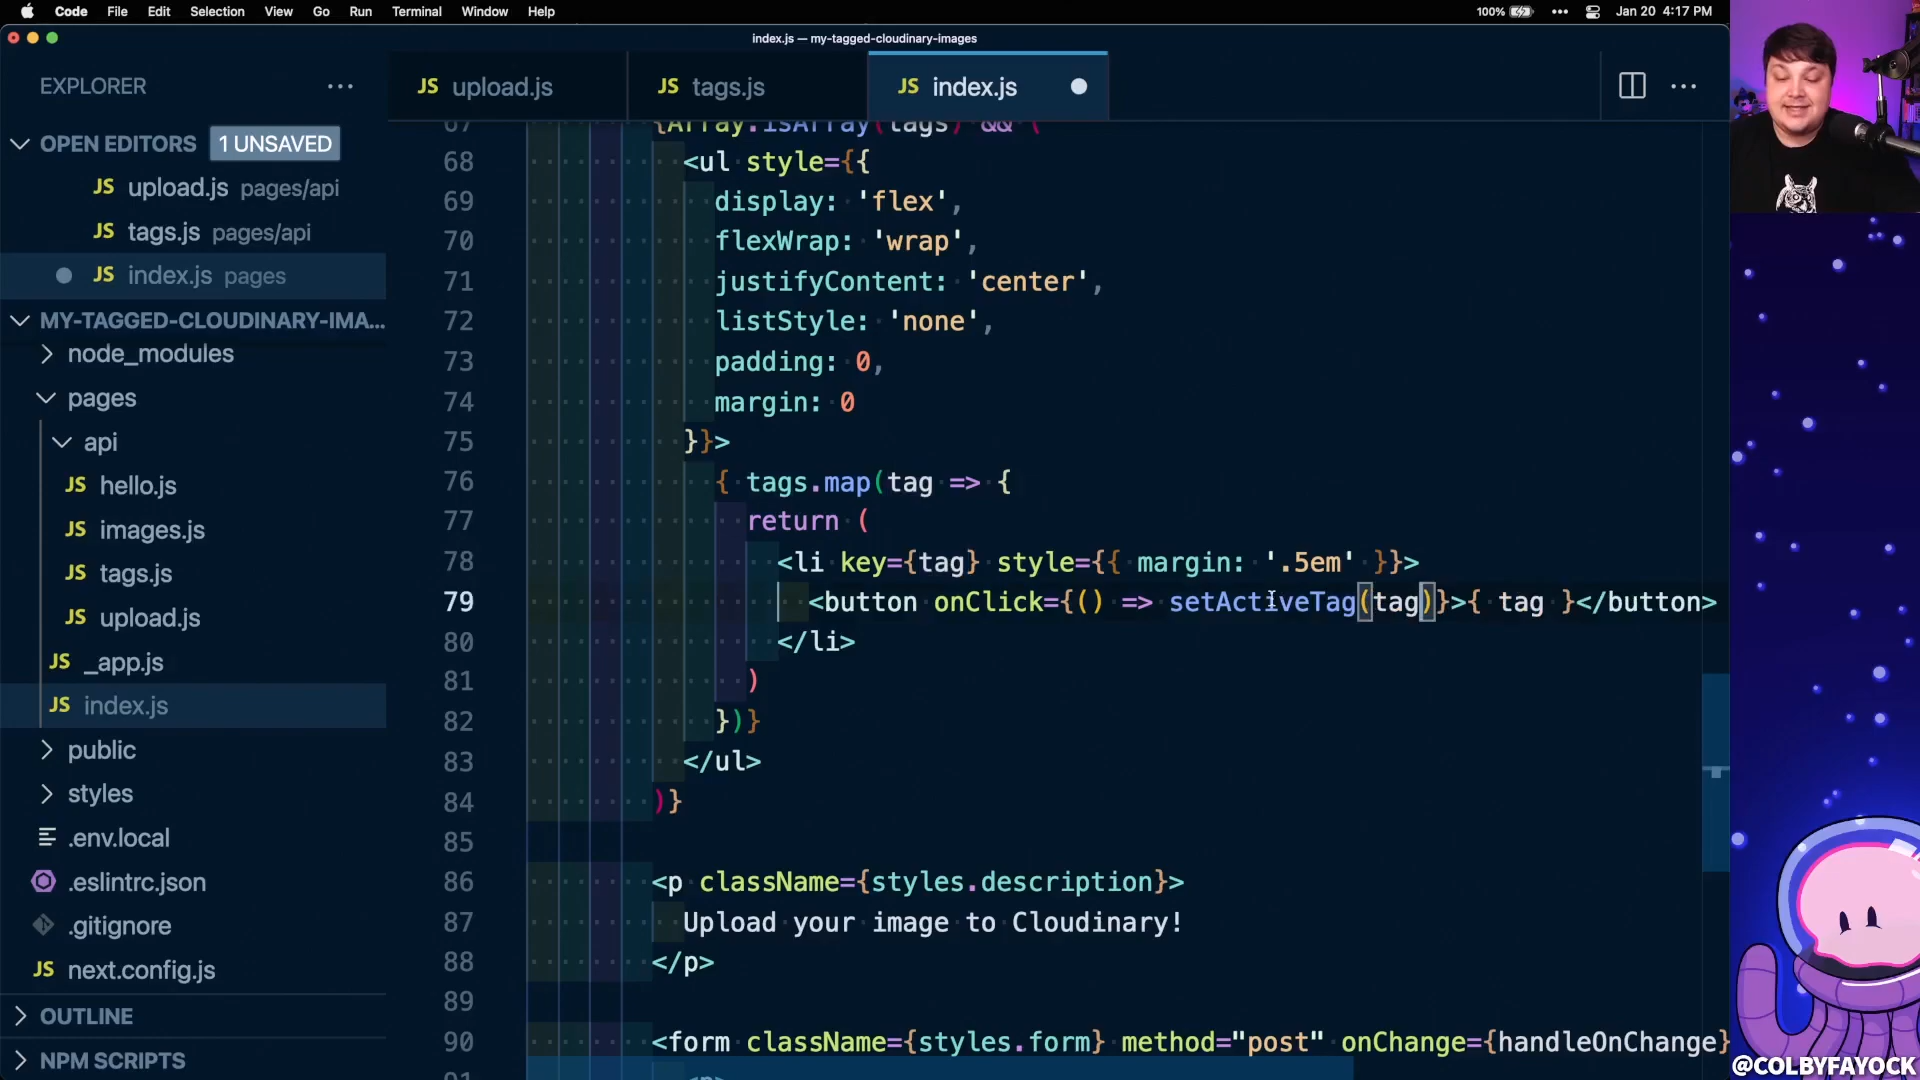 Code File Edit Selection View Go Run Terminal Window Help
100% Jan 20 4:17 PM
index.js — my-tagged-cloudinary-images
EXPLORER
OPEN EDITORS 1 UNSAVED
JS upload.js pages/api
JS tags.js pages/api
JS index.js pages
MY-TAGGED-CLOUDINARY-IMA...
node_modules
pages
api
JS hello.js
JS images.js
JS tags.js
JS upload.js
JS _app.js
JS index.js
public
styles
.env.local
.eslintrc.json
.gitignore
JS next.config.js
OUTLINE
NPM SCRIPTS
JS upload.js
JS tags.js
JS index.js
67 {Array.isArray(tags) && (
68 <ul style={{
69 display: 'flex',
70 flexWrap: 'wrap',
71 justifyContent: 'center',
72 listStyle: 'none',
73 padding: 0,
74 margin: 0
75 }}>
76 { tags.map(tag => {
77 return (
78 <li key={tag} style={{ margin: '.5em' }}>
79 <button onClick={() => setActiveTag(tag)}>{ tag }</button>
80 </li>
81 )
82 })}
83 </ul>
84 )}
85
86 <p className={styles.description}>
87 Upload your image to Cloudinary!
88 </p>
89
90 <form className={styles.form} method="post" onChange={handleOnChange}
91 <p>
@COLBYFAYOCK